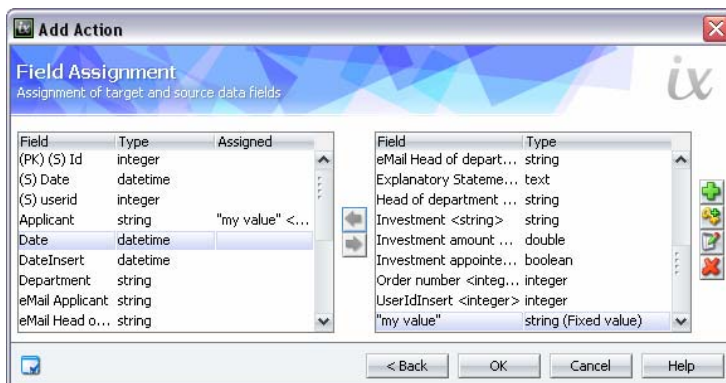 ix Add Action
Field Assignment
Assignment of target and source data fields
ix
Field Type Assigned
(PK) (S) Id integer
(S) Date datetime
(S) userid integer
Applicant string "my value" <...
Date datetime
DateInsert datetime
Department string
eMail Applicant string
eMail Head o... string
Field Type
eMail Head of depart... string
Explanatory Stateme... text
Head of department ... string
Investment <string> string
Investment amount ... double
Investment appointe... boolean
Order number <integ... integer
UserIdInsert <integer> integer
"my value" string (Fixed value)
< Back OK Cancel Help